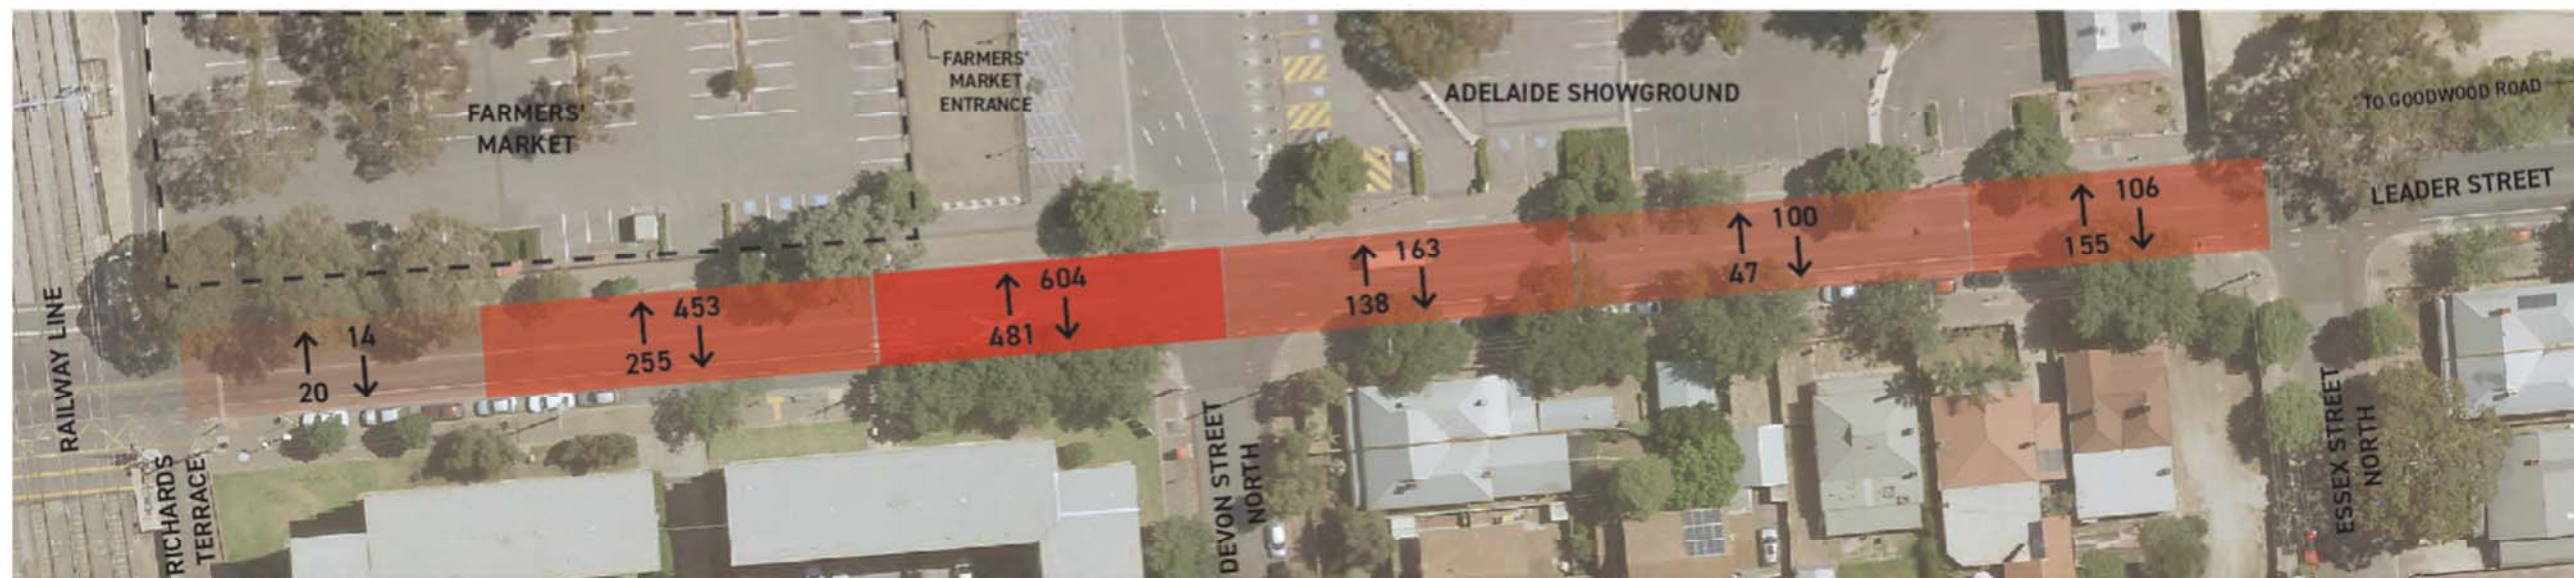 FARMERS'
MARKET
FARMERS'
MARKET
ENTRANCE
ADELAIDE SHOWGROUND
TO GOODWOOD ROAD
LEADER STREET
RAILWAY LINE
14
20
453
255
604
481
163
138
100
47
106
155
RICHARDS
TERRACE
DEVON STREET
NORTH
ESSEX STREET
NORTH